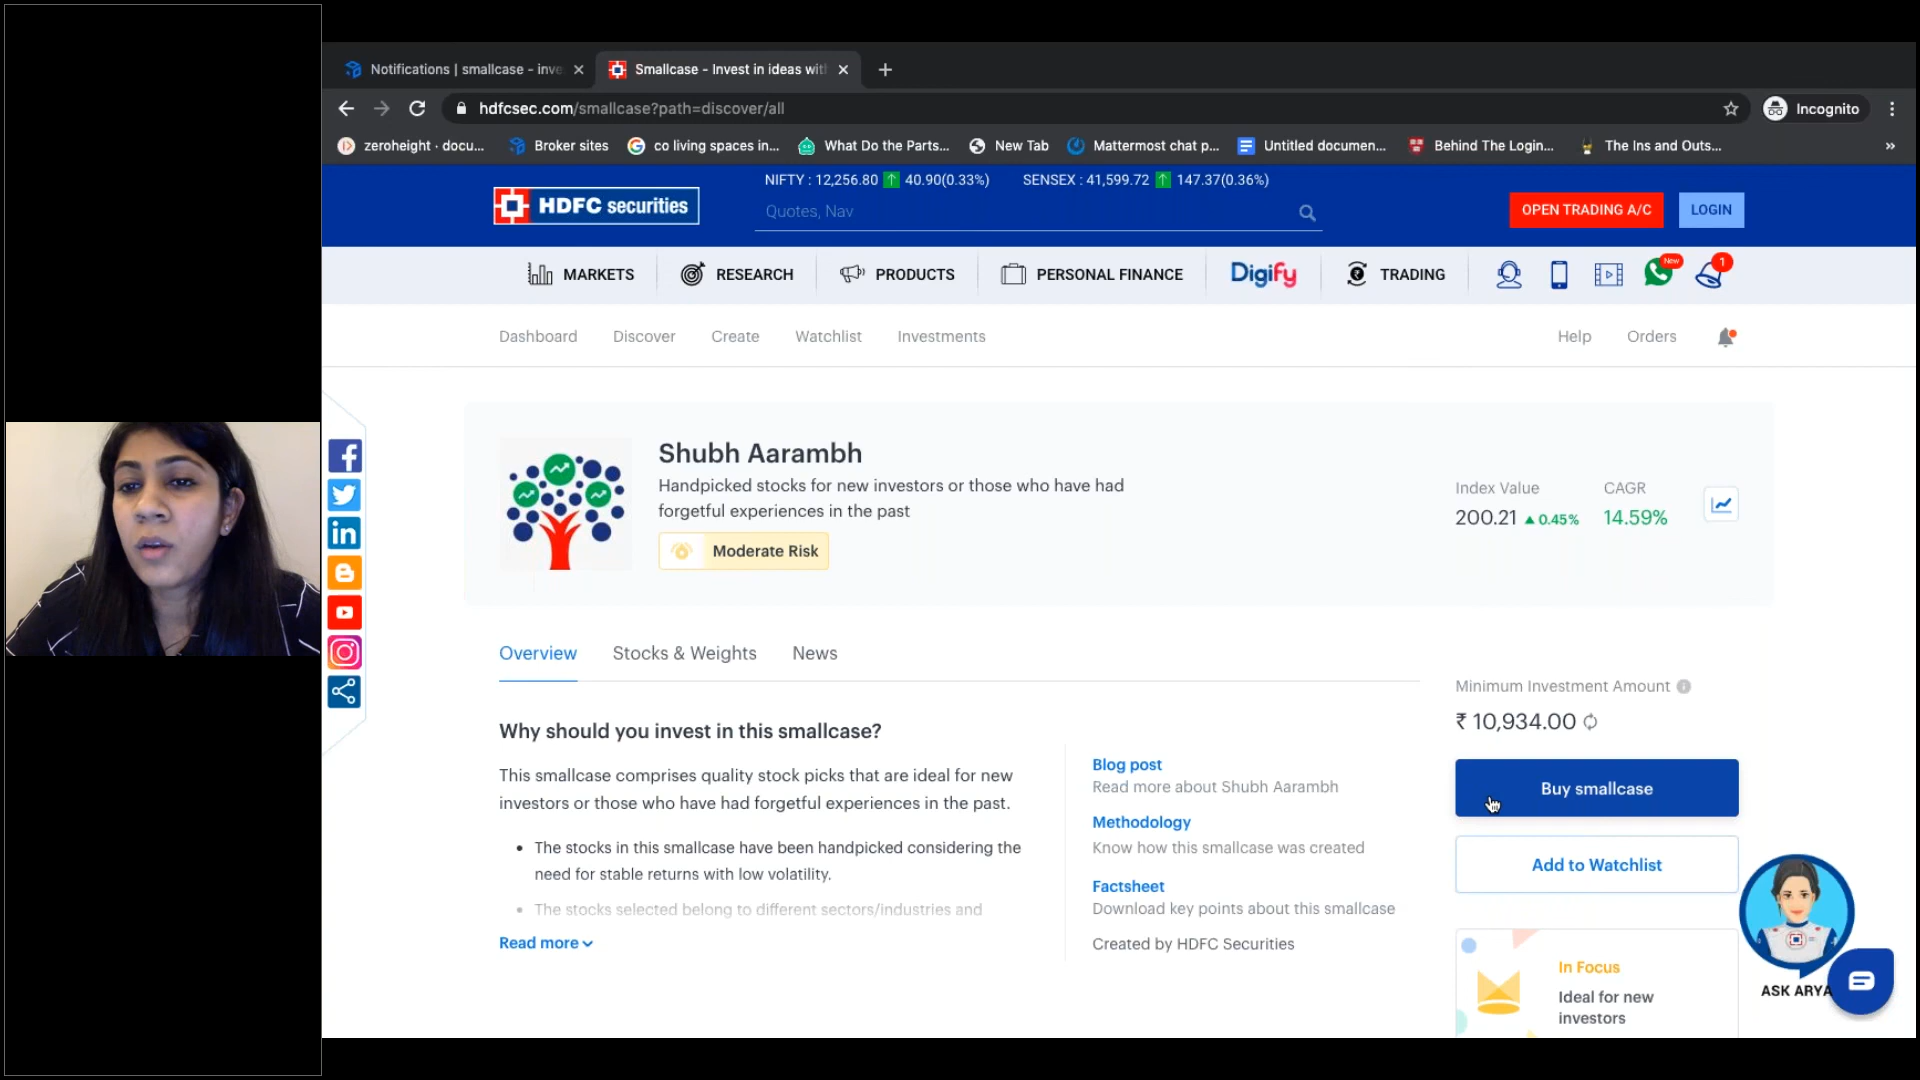 Notifications | smallcase - inve
Smallcase - Invest in ideas with
hdfcsec.com/smallcase?path=discover/all
Incognito
zeroheight · docu...
Broker sites
co living spaces in...
What Do the Parts...
New Tab
Mattermost chat p...
Untitled documen...
Behind The Login...
The Ins and Outs...
»
NIFTY : 12,256.80 40.90(0.33%) SENSEX : 41,599.72 147.37(0.36%)
HDFC securities
Quotes, Nav
OPEN TRADING A/C
LOGIN
MARKETS
RESEARCH
PRODUCTS
PERSONAL FINANCE
Digify
TRADING
New
1
Dashboard
Discover
Create
Watchlist
Investments
Help
Orders
Shubh Aarambh
Handpicked stocks for new investors or those who have had
forgetful experiences in the past
Moderate Risk
Index Value
200.21 ▲ 0.45%
CAGR
14.59%
Overview
Stocks & Weights
News
Why should you invest in this smallcase?
This smallcase comprises quality stock picks that are ideal for new
investors or those who have had forgetful experiences in the past.
• The stocks in this smallcase have been handpicked considering the
need for stable returns with low volatility.
• The stocks selected belong to different sectors/industries and
Read more
Blog post
Read more about Shubh Aarambh
Methodology
Know how this smallcase was created
Factsheet
Download key points about this smallcase
Created by HDFC Securities
Minimum Investment Amount
₹ 10,934.00
Buy smallcase
Add to Watchlist
In Focus
Ideal for new
investors
ASK ARYA